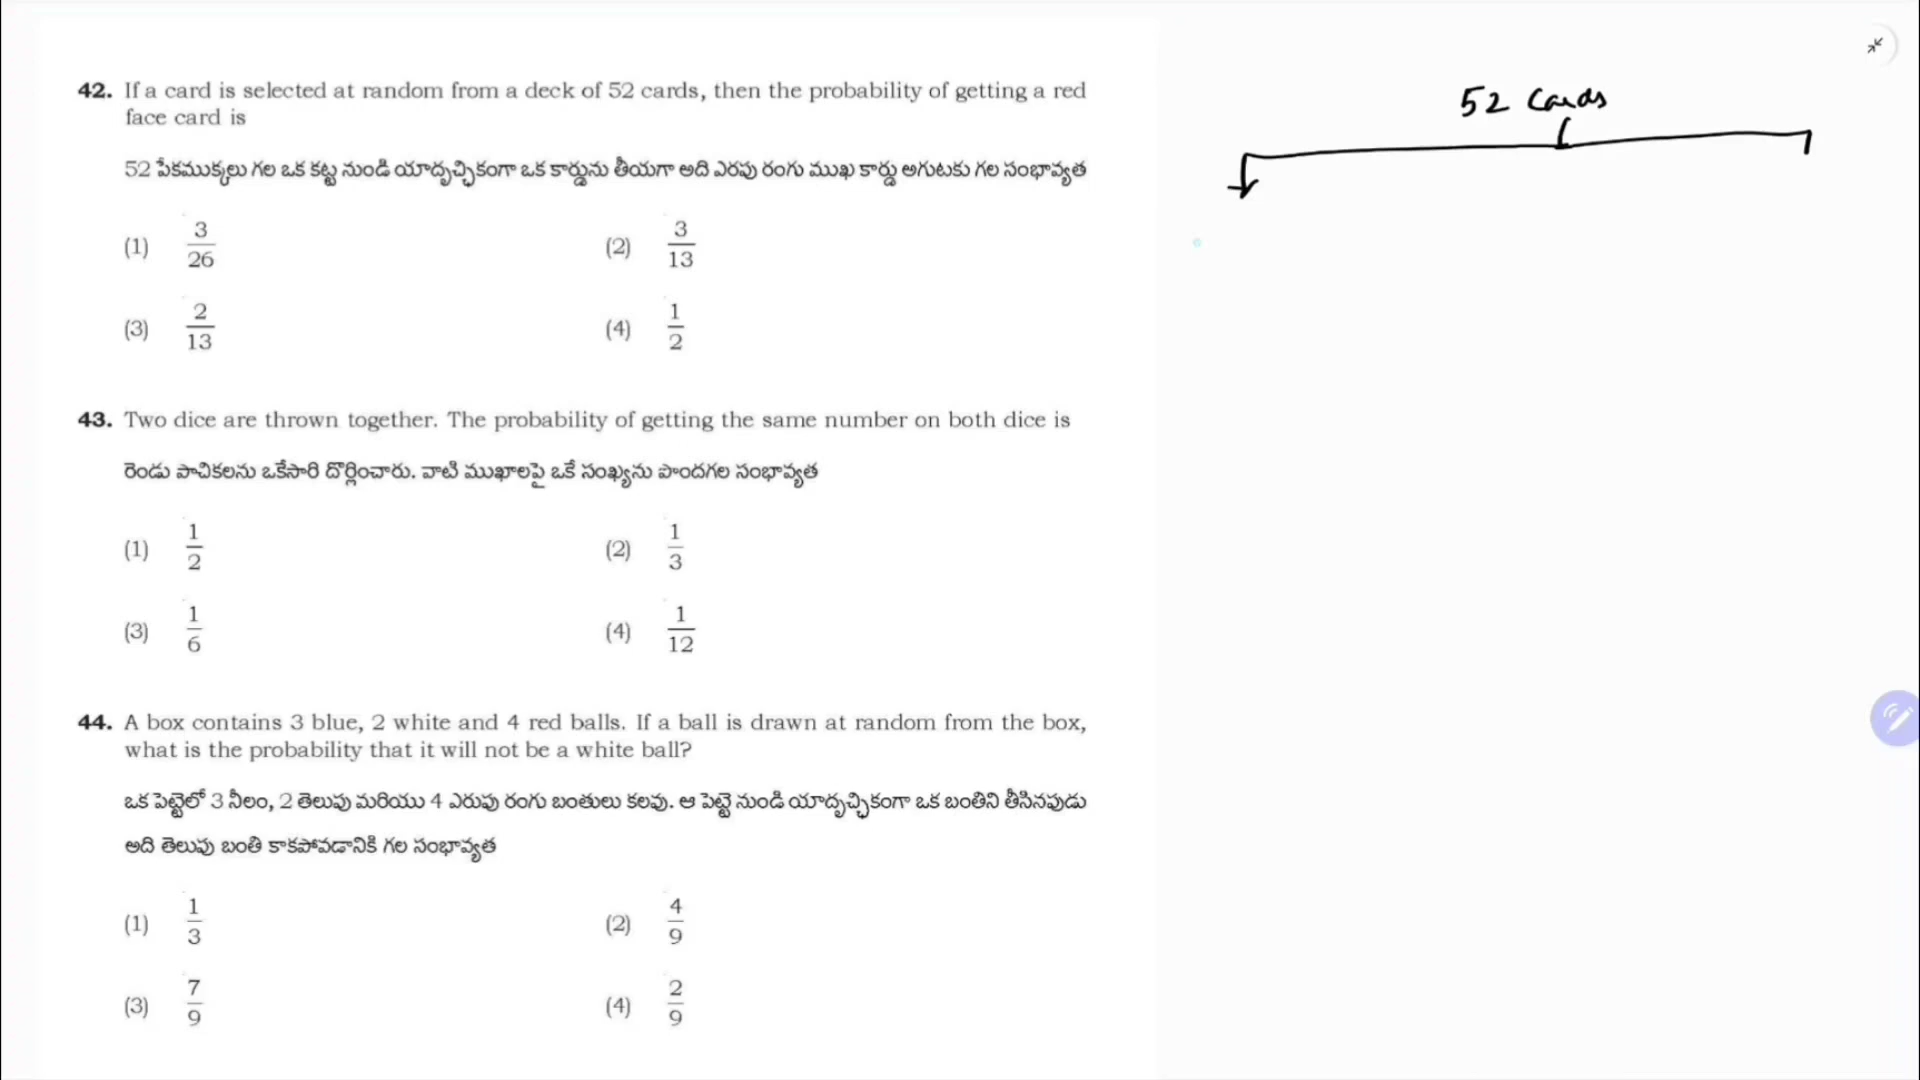 42. If a card is selected at random from a deck of 52 cards, then the probability of getting a red
face card is
52 పేకముక్కలు గల ఒక కట్ట నుండి యాదృచ్ఛికంగా ఒక కార్డును తీయగా అది ఎరపు రంగు ముఖ కార్డు అగుటకు గల సంభావ్యత
(1) 3/26 (2) 3/13
(3) 2/13 (4) 1/2
43. Two dice are thrown together. The probability of getting the same number on both dice is
రెండు పాచికలను ఒకేసారి దొర్లించారు. వాటి ముఖాలపై ఒకే సంఖ్యను పొందగల సంభావ్యత
(1) 1/2 (2) 1/3
(3) 1/6 (4) 1/12
44. A box contains 3 blue, 2 white and 4 red balls. If a ball is drawn at random from the box,
what is the probability that it will not be a white ball?
ఒక పెట్టెలో 3 నీలం, 2 తెలుపు మరియు 4 ఎరుపు రంగు బంతులు కలవు. ఆ పెట్టె నుండి యాదృచ్ఛికంగా ఒక బంతిని తీసినపుడు
అది తెలుపు బంతి కాకపోవడానికి గల సంభావ్యత
(1) 1/3 (2) 4/9
(3) 7/9 (4) 2/9
52 Cards